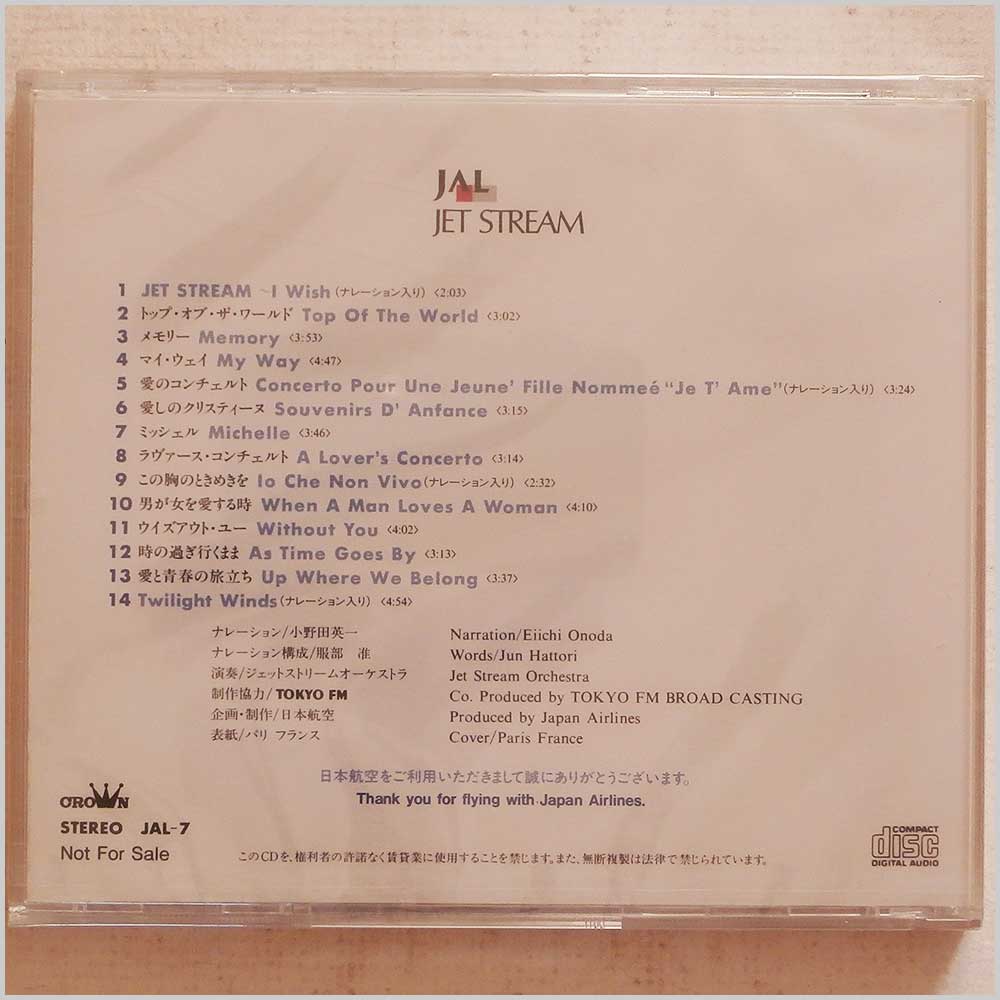 JAL
JET STREAM
1 JET STREAM ~I Wish(ナレーション入り)〈2:03〉
2 トップ・オブ・ザ・ワールド Top Of The World〈3:02〉
3 メモリー Memory〈3:53〉
4 マイ・ウェイ My Way〈4:47〉
5 愛のコンチェルト Concerto Pour Une Jeune' Fille Nommeé "Je T' Ame"(ナレーション入り)〈3:24〉
6 愛しのクリスティーヌ Souvenirs D' Anfance〈3:15〉
7 ミッシェル Michelle〈3:46〉
8 ラヴァース・コンチェルト A Lover's Concerto〈3:14〉
9 この胸のときめきを Io Che Non Vivo(ナレーション入り)〈2:32〉
10 男が女を愛する時 When A Man Loves A Woman〈4:10〉
11 ウイズアウト・ユー Without You〈4:02〉
12 時の過ぎ行くまま As Time Goes By〈3:13〉
13 愛と青春の旅立ち Up Where We Belong〈3:37〉
14 Twilight Winds(ナレーション入り)〈4:54〉
ナレーション/小野田英一 Narration/Eiichi Onoda
ナレーション構成/服部 准 Words/Jun Hattori
演奏/ジェットストリームオーケストラ Jet Stream Orchestra
制作協力/TOKYO FM Co. Produced by TOKYO FM BROAD CASTING
企画・制作/日本航空 Produced by Japan Airlines
表紙/パリ フランス Cover/Paris France
日本航空をご利用いただきまして誠にありがとうございます。
Thank you for flying with Japan Airlines.
CROWN
STEREO JAL-7
Not For Sale
このCDを、権利者の許諾なく賃貸業に使用することを禁じます。また、無断複製は法律で禁じられています。
COMPACT
disc
DIGITAL AUDIO